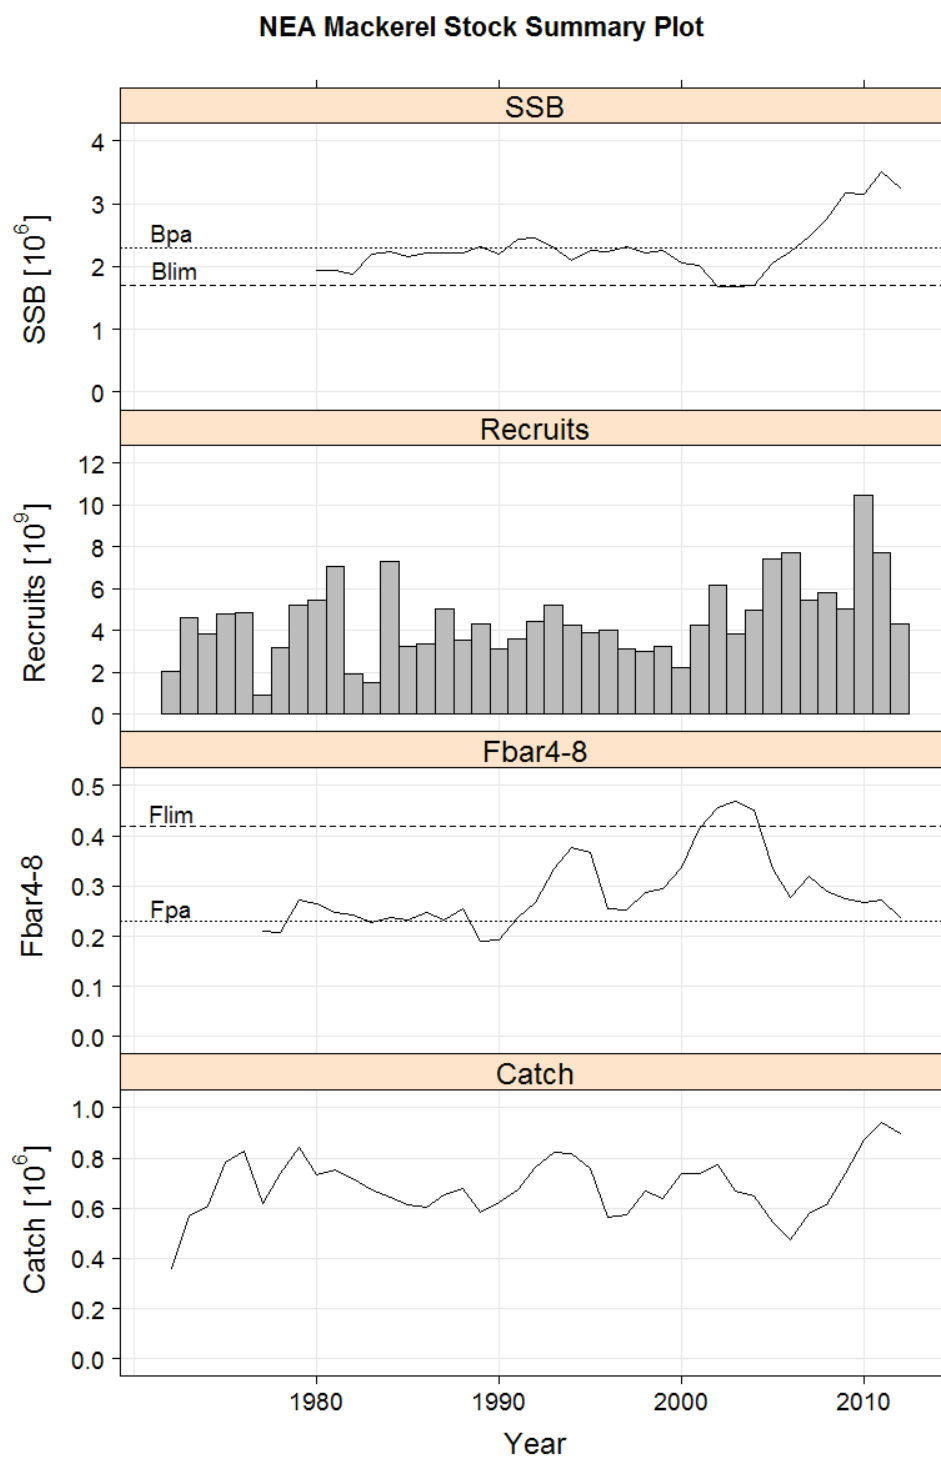 NEA Mackerel Stock Summary Plot
SSB
SSB [10^6]
4
3
2
1
0
Bpa
Blim
Recruits
Recruits [10^9]
12
10
8
6
4
2
0
Fbar4-8
Fbar4-8
0.5
0.4
0.3
0.2
0.1
0.0
Flim
Fpa
Catch
Catch [10^6]
1.0
0.8
0.6
0.4
0.2
0.0
1980 1990 2000 2010
Year